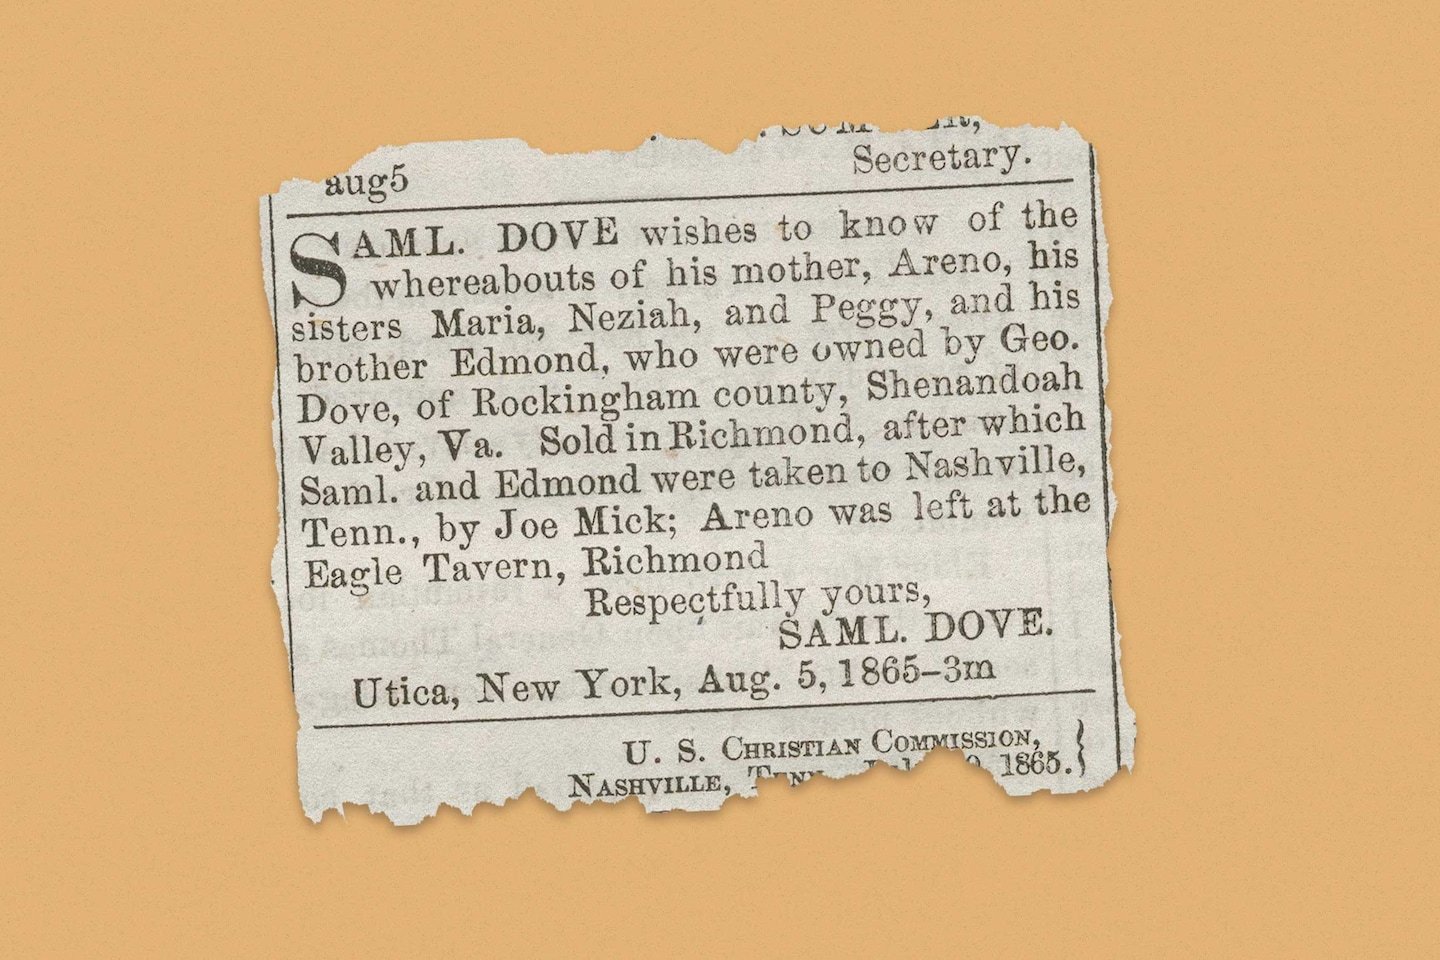 aug5
Secretary.
SAML. DOVE wishes to know of the
whereabouts of his mother, Areno, his
sisters Maria, Neziah, and Peggy, and his
brother Edmond, who were owned by Geo.
Dove, of Rockingham county, Shenandoah
Valley, Va. Sold in Richmond, after which
Saml. and Edmond were taken to Nashville,
Tenn., by Joe Mick; Areno was left at the
Eagle Tavern, Richmond
Respectfully yours,
SAML. DOVE.
Utica, New York, Aug. 5, 1865-3m
U. S. CHRISTIAN COMMISSION,
NASHVILLE, 1865.